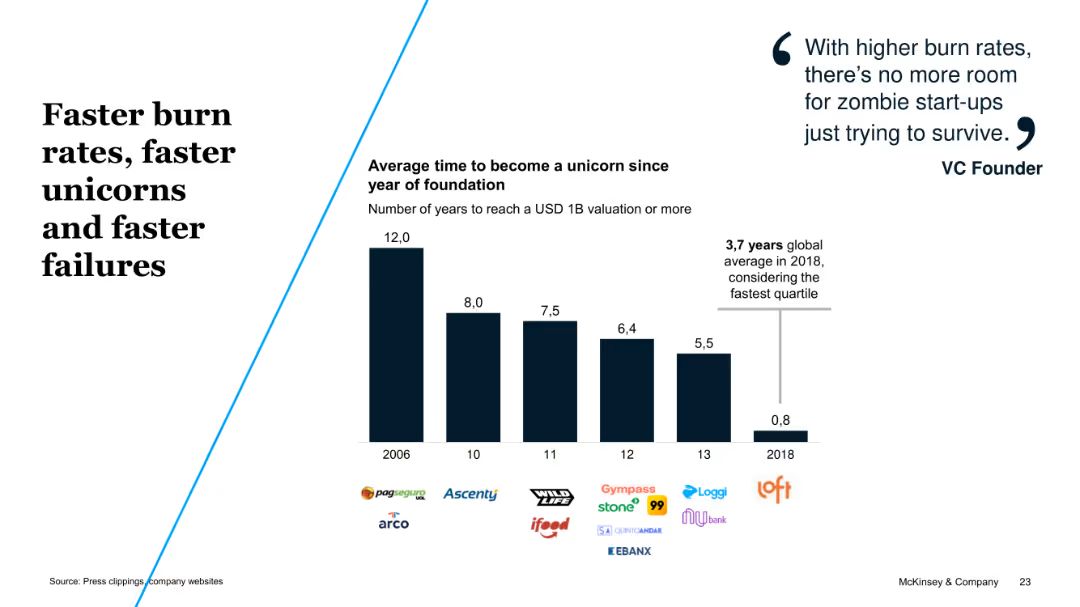 Faster burn
rates, faster
unicorns
and faster
failures
‘ With higher burn rates,
there’s no more room
for zombie start-ups
just trying to survive. ’
VC Founder
Average time to become a unicorn since
year of foundation
Number of years to reach a USD 1B valuation or more
12,0
8,0
7,5
6,4
5,5
0,8
3,7 years global
average in 2018,
considering the
fastest quartile
2006
10
11
12
13
2018
pagseguro
UOL
arco
Ascenty
WILD
LIFE
ifood
Gympass
stone
99
QUINTOANDAR
EBANX
Loggi
NU bank
loft
Source: Press clippings, company websites
McKinsey & Company
23